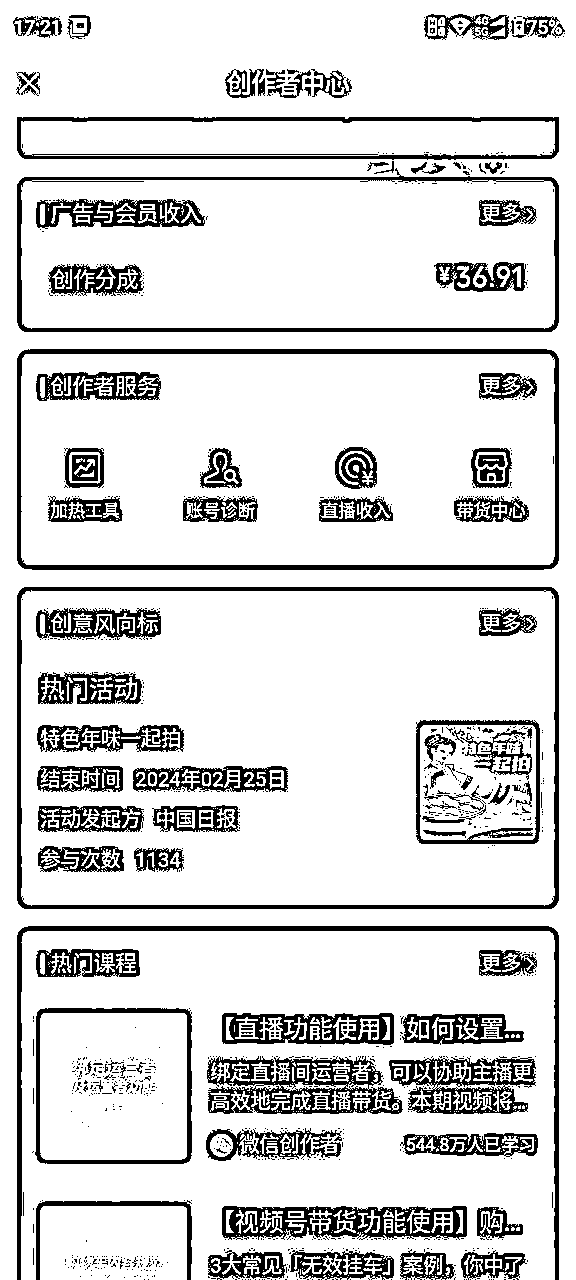 17:21
4G
5G
75%
创作者中心
广告与会员收入 更多>
创作分成 ¥36.91
创作者服务 更多>
加热工具 账号诊断 直播收入 带货中心
创意风向标 更多>
热门活动
特色年味一起拍
结束时间 2024年02月25日
活动发起方 中国日报
参与次数 1134
特色年味
一起拍
热门课程 更多>
【直播功能使用】如何设置...
绑定直播间运营者，可以协助主播更
高效地完成直播带货。本期视频将...
绑定运营者
微信创作者 544.8万人已学习
【视频号带货功能使用】购...
3大常见「无效挂车」案例，你中了